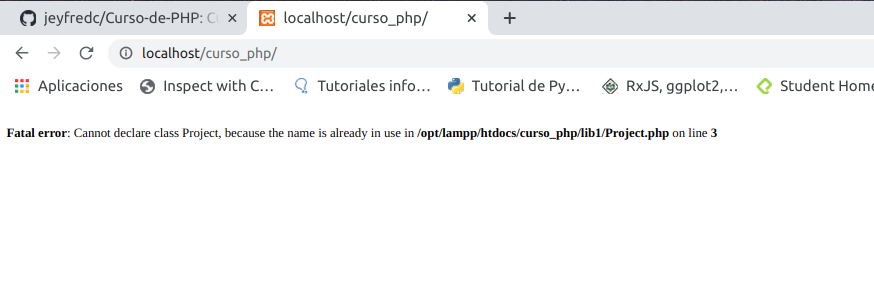 jeyfredc/Curso-de-PHP: C
localhost/curso_php/
localhost/curso_php/
Aplicaciones
Inspect with C…
Tutoriales info…
Tutorial de Py…
RxJS, ggplot2,…
Student Home
Fatal error: Cannot declare class Project, because the name is already in use in /opt/lampp/htdocs/curso_php/lib1/Project.php on line 3